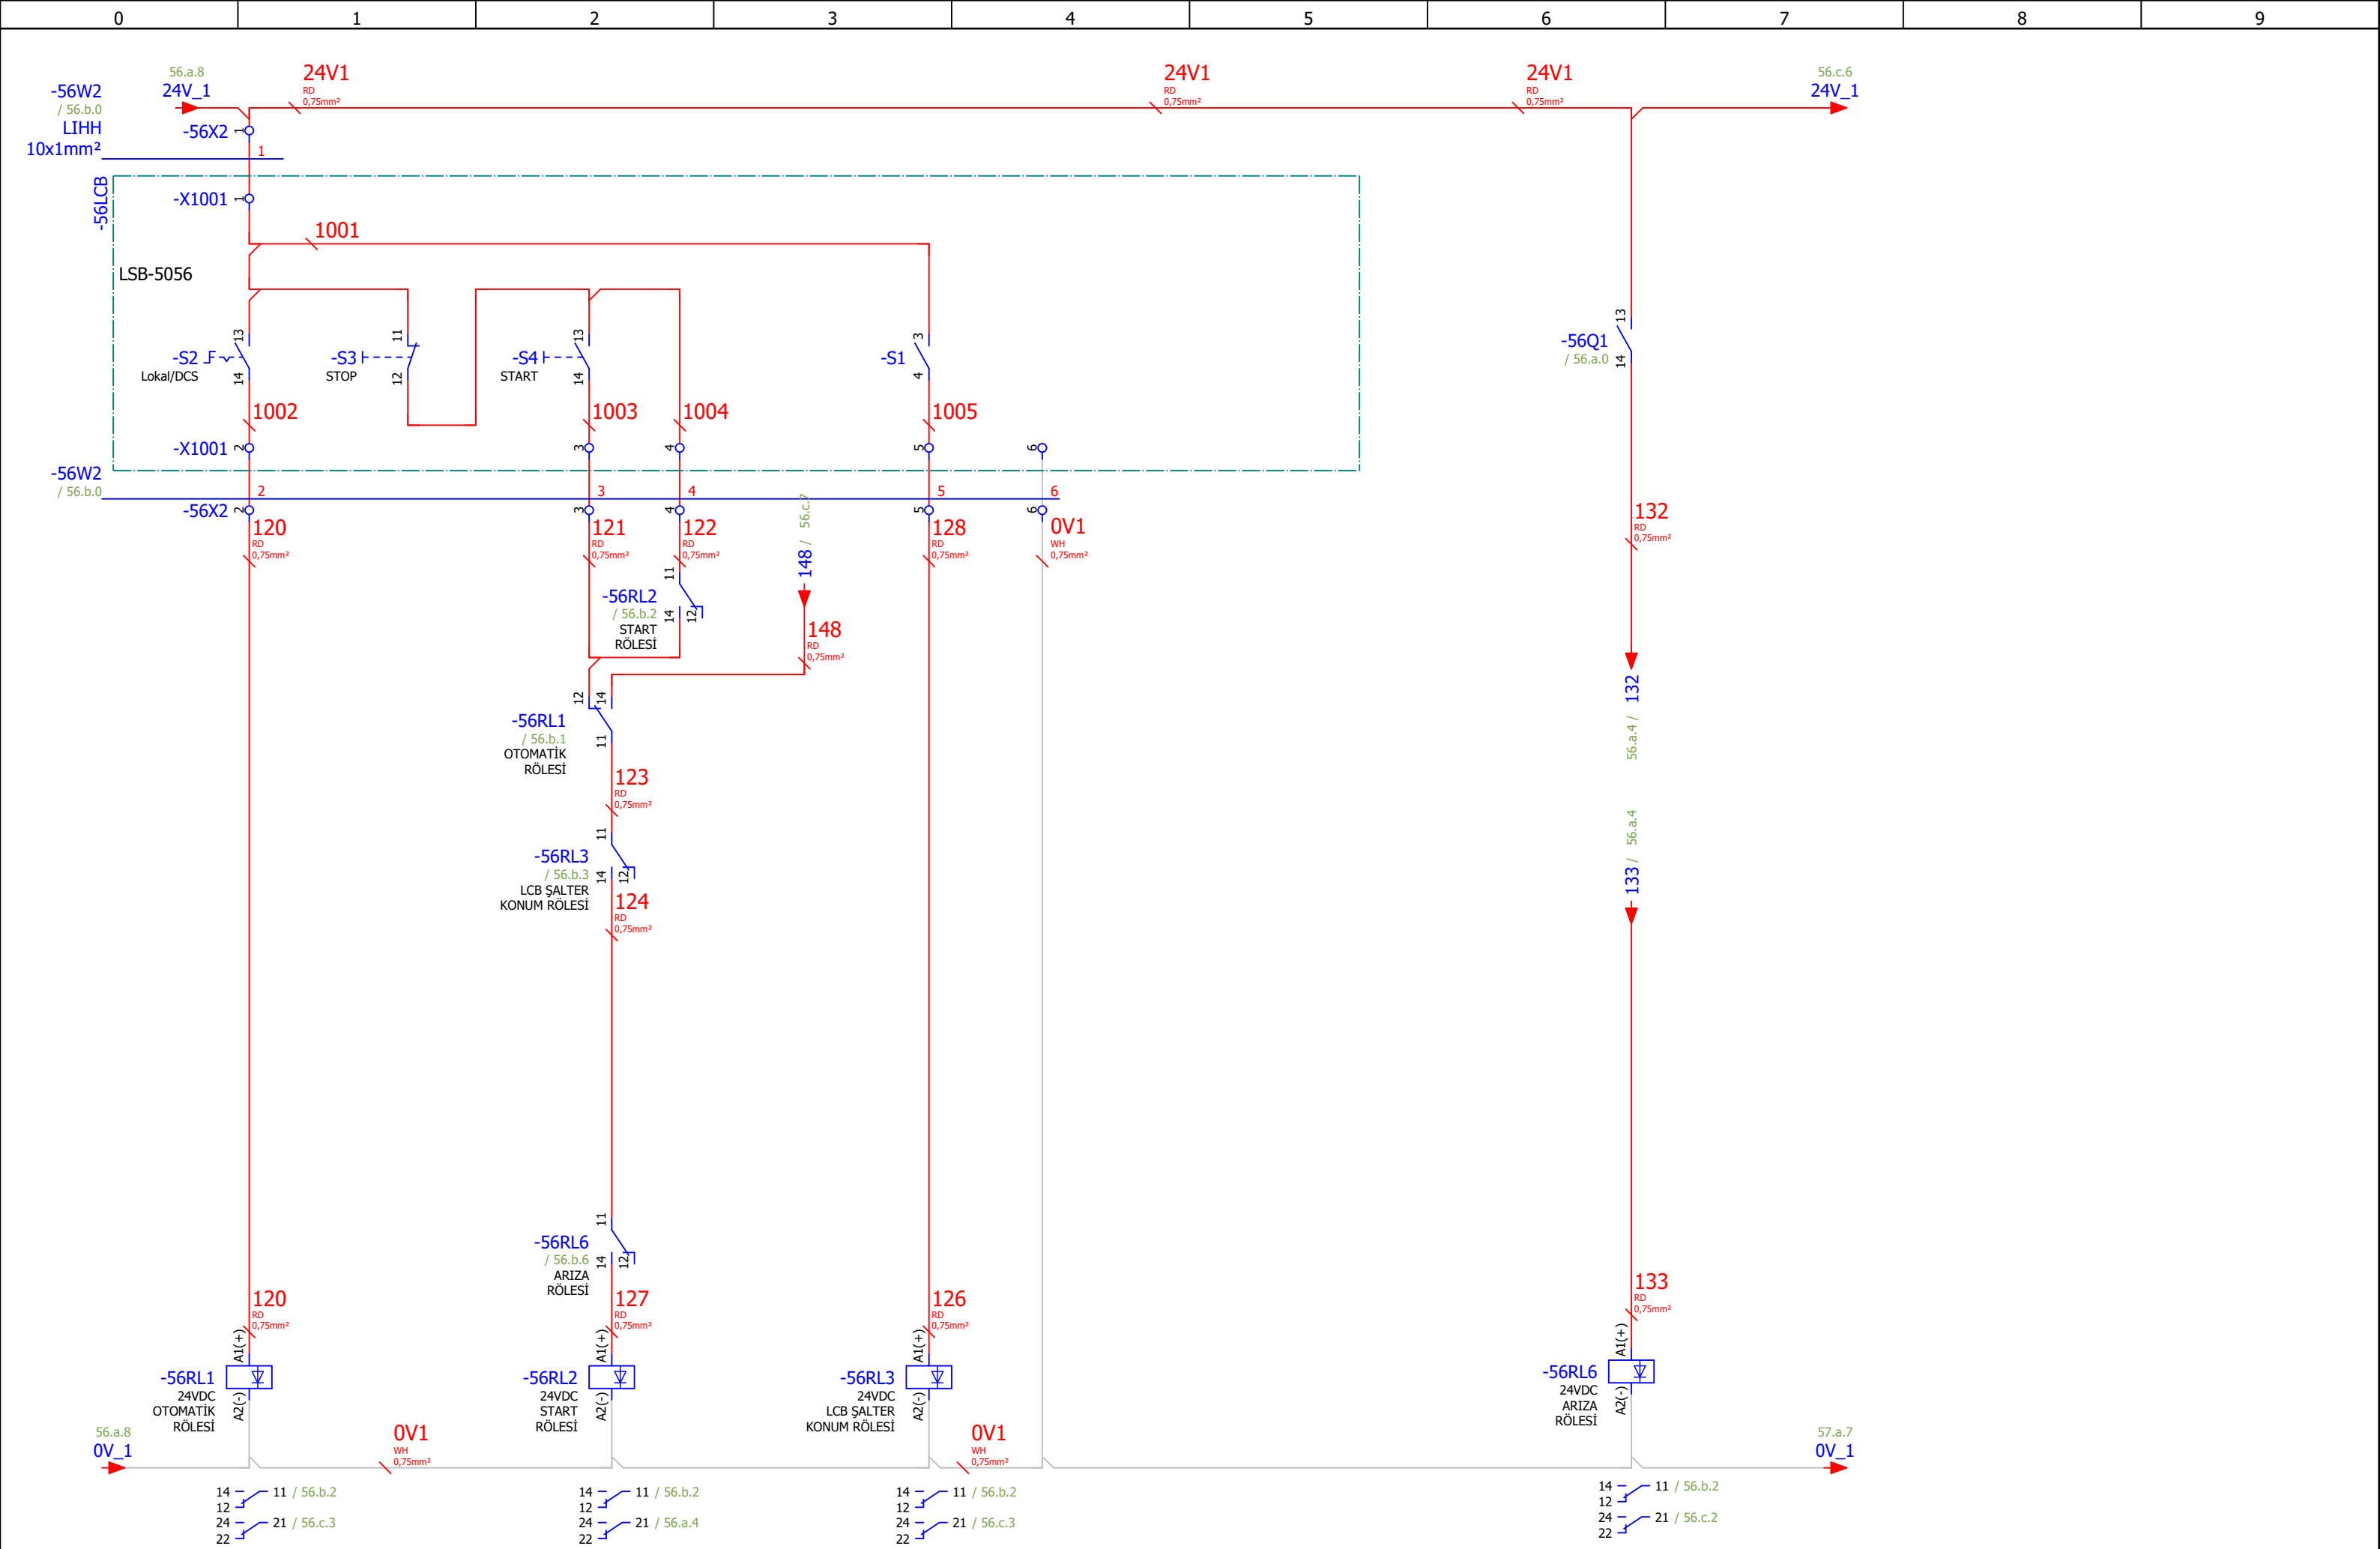 0 1 2 3 4 5 6 7 8 9
56.a.8
24V_1
24V1
RD
0,75mm²
24V1
RD
0,75mm²
24V1
RD
0,75mm²
56.c.6
24V_1
-56W2
/ 56.b.0
LIHH
10x1mm²
-56X2 1
1
-56LCB
-X1001 1
1001
LSB-5056
-S2 13 14
Lokal/DCS
-S3 11 12
STOP
-S4 13 14
START
-S1 3 4
-56Q1 13 14
/ 56.a.0
1002
1003
1004
1005
-X1001 2 3 4 5 6
-56W2
/ 56.b.0
2 3 4 5 6
-56X2 2 3 4 5 6
120
RD
0,75mm²
121
RD
0,75mm²
122
RD
0,75mm²
148 / 56.c.7
128
RD
0,75mm²
0V1
WH
0,75mm²
132
RD
0,75mm²
-56RL2 11 14 12
/ 56.b.2
START
RÖLESİ
148
RD
0,75mm²
132
56.a.4 /
-56RL1 12 14 11
/ 56.b.1
OTOMATİK
RÖLESİ
123
RD
0,75mm²
-56RL3 11 14 12
/ 56.b.3
LCB ŞALTER
KONUM RÖLESİ
124
RD
0,75mm²
133 / 56.a.4
-56RL6 11 14 12
/ 56.b.6
ARIZA
RÖLESİ
120
RD
0,75mm²
127
RD
0,75mm²
126
RD
0,75mm²
133
RD
0,75mm²
-56RL1 A1(+) A2(-)
24VDC
OTOMATİK
RÖLESİ
-56RL2 A1(+) A2(-)
24VDC
START
RÖLESİ
-56RL3 A1(+) A2(-)
24VDC
LCB ŞALTER
KONUM RÖLESİ
-56RL6 A1(+) A2(-)
24VDC
ARIZA
RÖLESİ
56.a.8
0V_1
0V1
WH
0,75mm²
0V1
WH
0,75mm²
57.a.7
0V_1
14 11 / 56.b.2
12
24 21 / 56.c.3
22
14 11 / 56.b.2
12
24 21 / 56.a.4
22
14 11 / 56.b.2
12
24 21 / 56.c.3
22
14 11 / 56.b.2
12
24 21 / 56.c.2
22